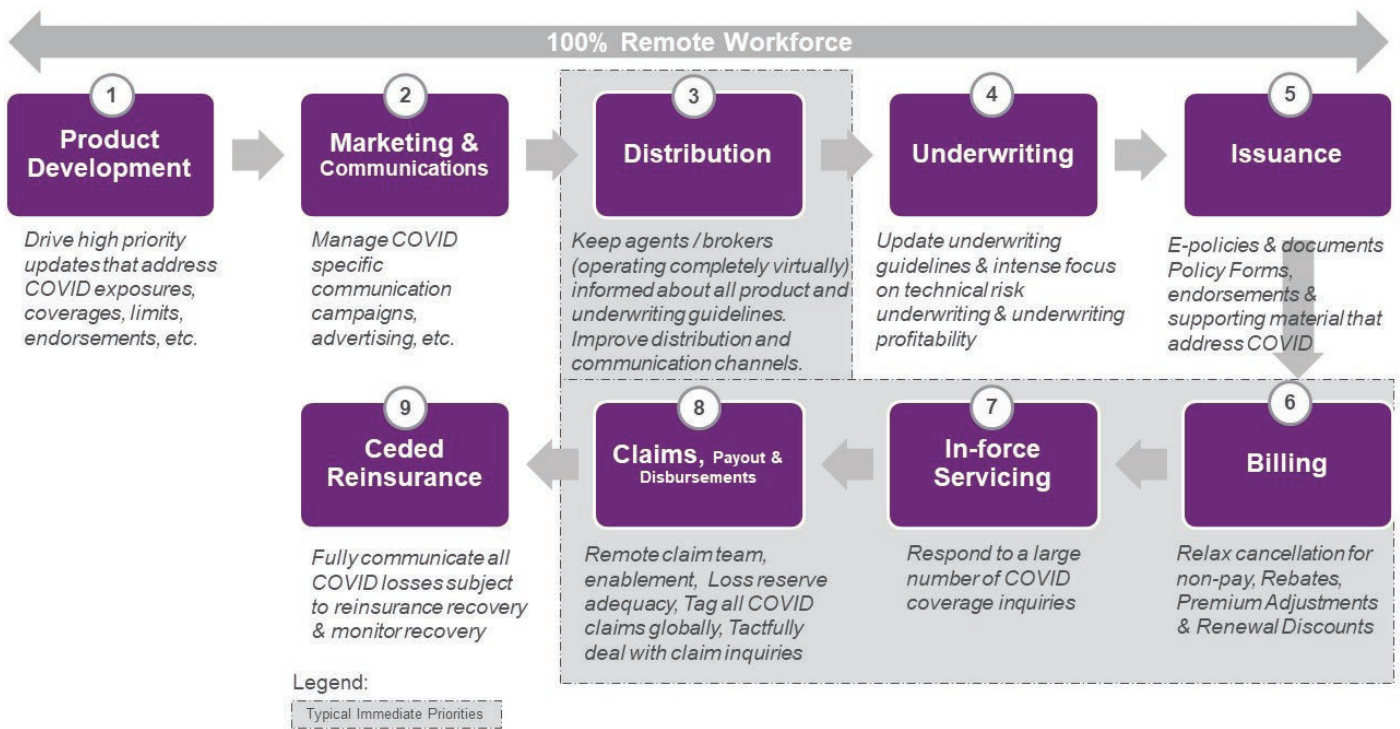 100% Remote Workforce
1
Product
Development
Drive high priority
updates that address
COVID exposures,
coverages, limits,
endorsements, etc.
2
Marketing &
Communications
Manage COVID
specific
communication
campaigns,
advertising, etc.
3
Distribution
Keep agents / brokers
(operating completely virtually)
informed about all product and
underwriting guidelines.
Improve distribution and
communication channels.
4
Underwriting
Update underwriting
guidelines & intense focus
on technical risk
underwriting & underwriting
profitability
5
Issuance
E-policies & documents
Policy Forms,
endorsements &
supporting material that
address COVID
6
Billing
Relax cancellation for
non-pay, Rebates,
Premium Adjustments
& Renewal Discounts
7
In-force
Servicing
Respond to a large
number of COVID
coverage inquiries
8
Claims, Payout &
Disbursements
Remote claim team,
enablement, Loss reserve
adequacy, Tag all COVID
claims globally, Tactfully
deal with claim inquiries
9
Ceded
Reinsurance
Fully communicate all
COVID losses subject
to reinsurance recovery
& monitor recovery
Legend:
Typical Immediate Priorities